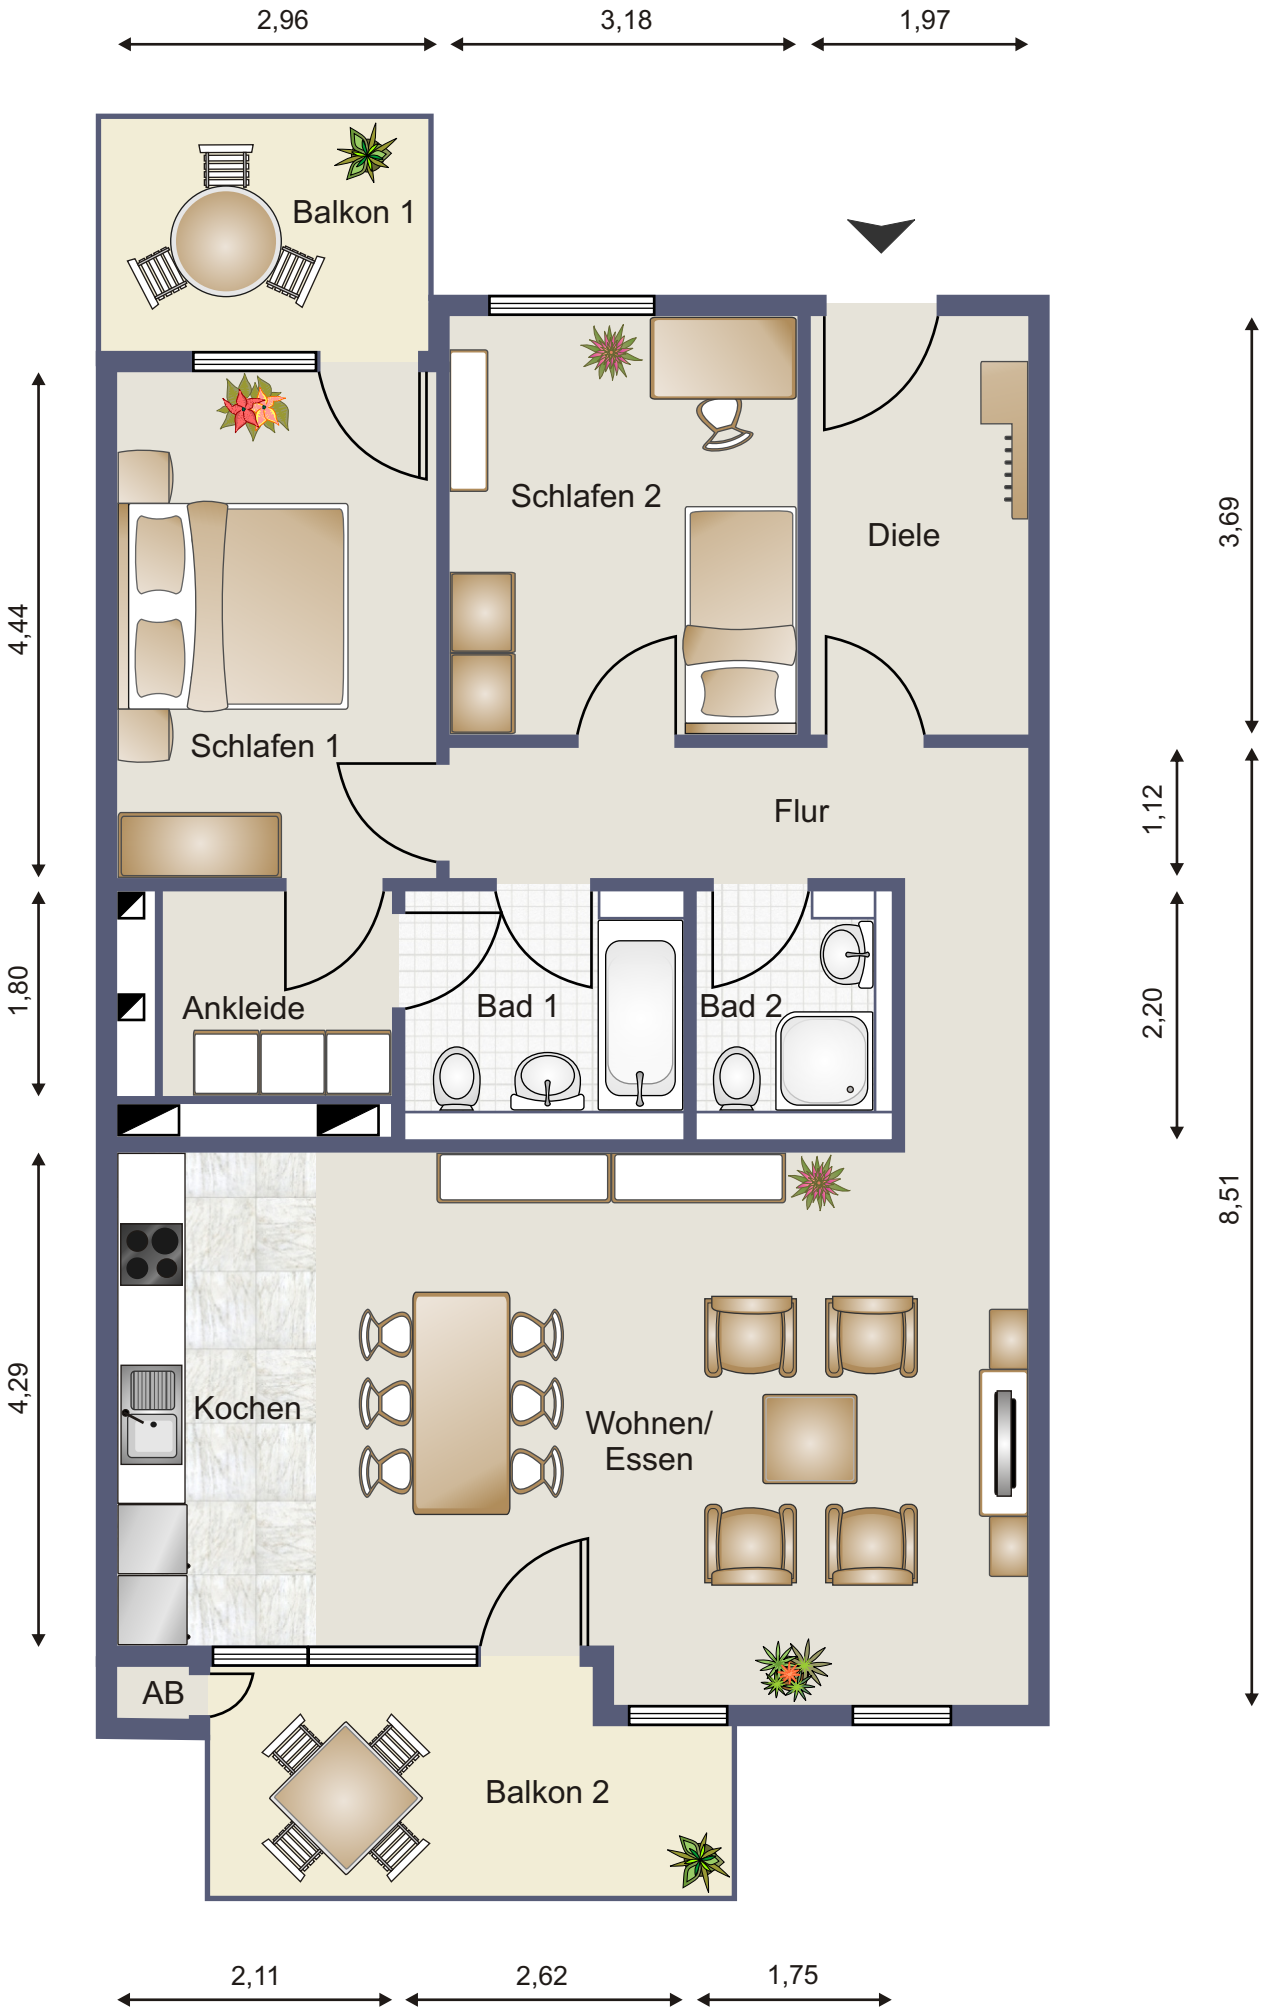 2,96
3,18
1,97
Balkon 1
Schlafen 2
Diele
3,69
4,44
Schlafen 1
Flur
1,12
1,80
Ankleide
Bad 1
Bad 2
2,20
8,51
4,29
Kochen
Wohnen/
Essen
AB
Balkon 2
2,11
2,62
1,75